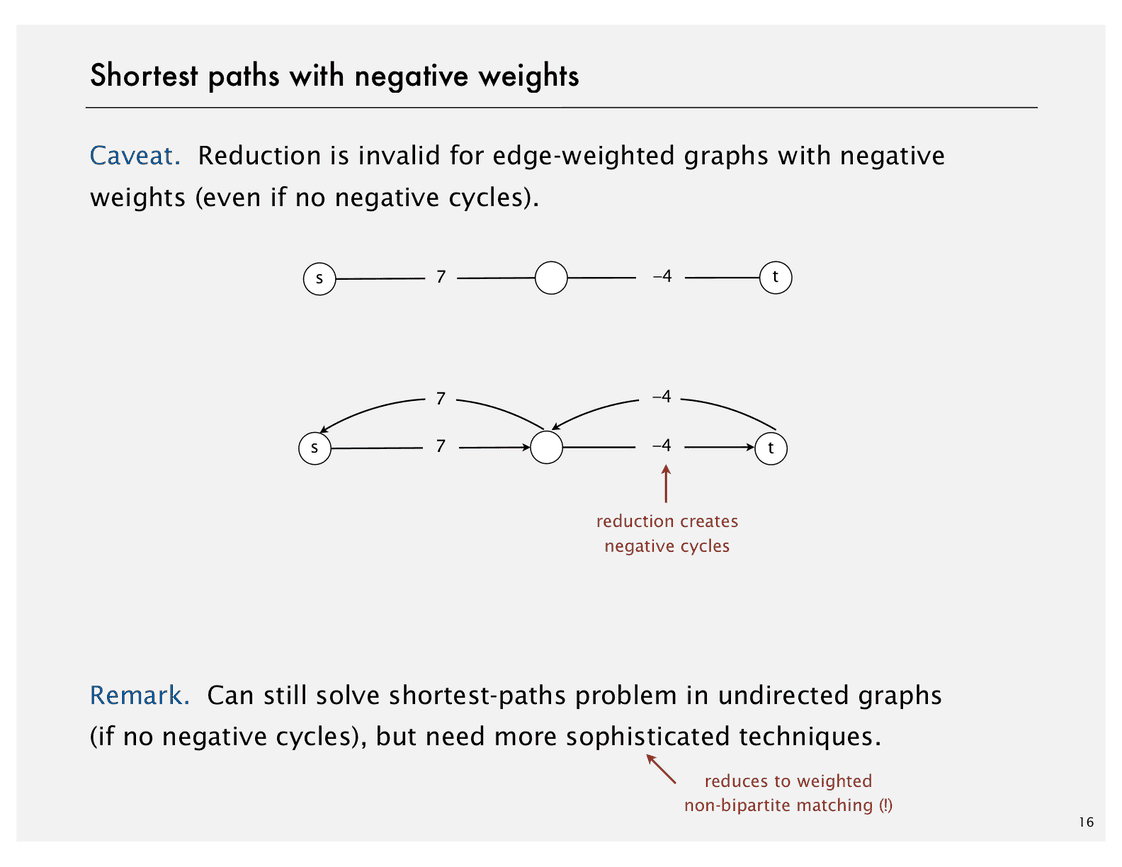 Shortest paths with negative weights
Caveat. Reduction is invalid for edge-weighted graphs with negative
weights (even if no negative cycles).
s 7 –4 t
7 –4
s 7 –4 t
reduction creates
negative cycles
Remark. Can still solve shortest-paths problem in undirected graphs
(if no negative cycles), but need more sophisticated techniques.
reduces to weighted
non-bipartite matching (!)
16